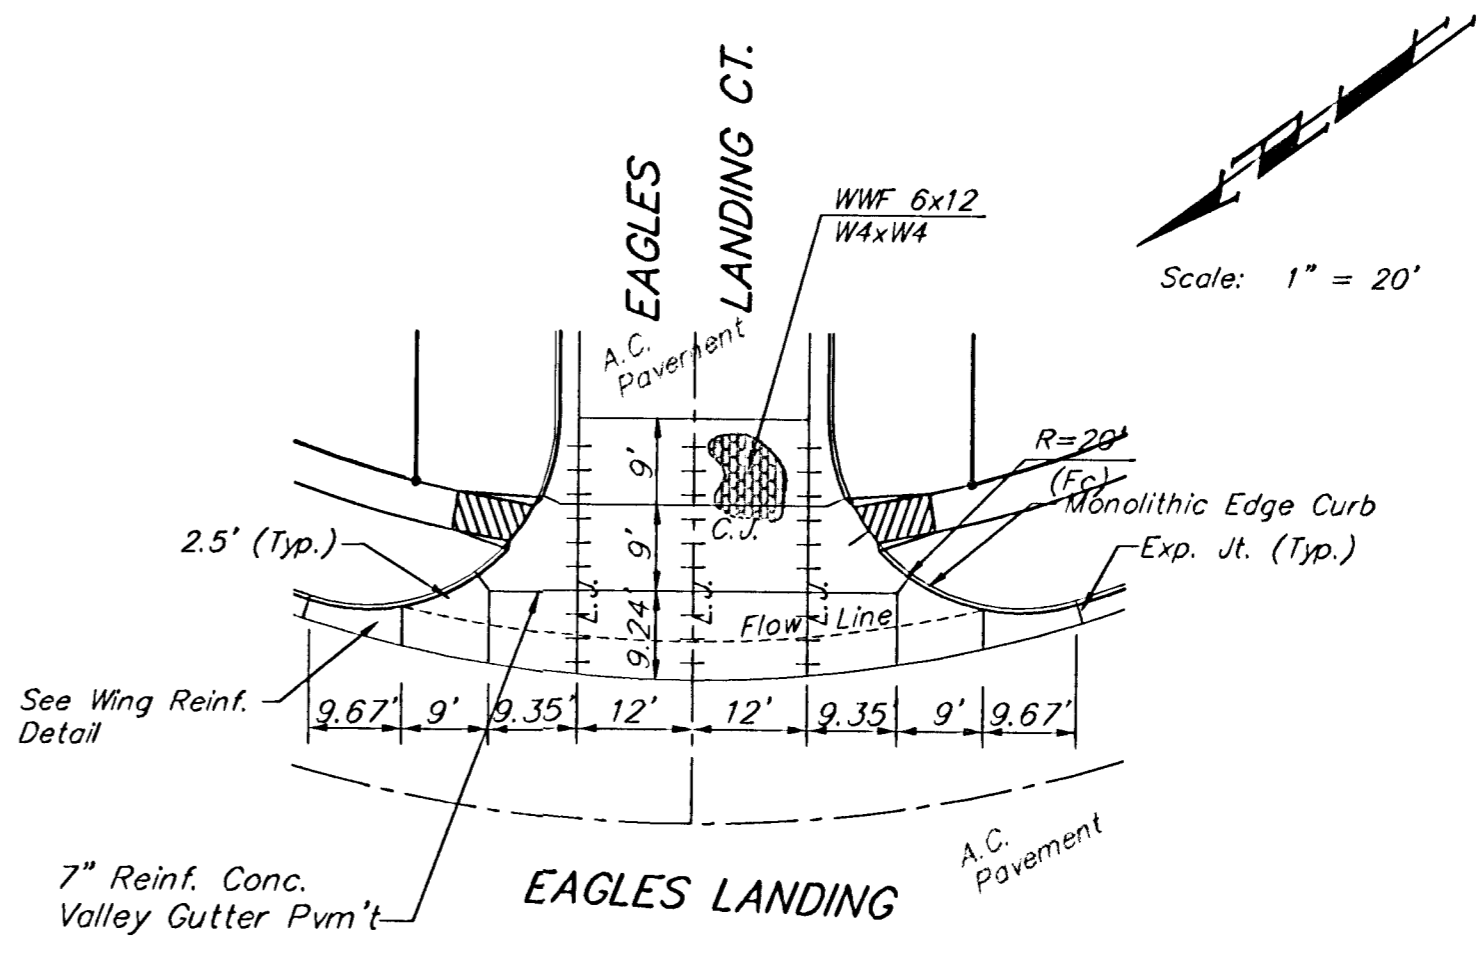 EAGLES
LANDING CT.
WWF 6x12
W4xW4
Scale: 1" = 20'
A.C.
Pavement
R=20'
(Fc)
9'
Monolithic Edge Curb
C.J.
2.5' (Typ.)
9'
Exp. Jt. (Typ.)
L.J.
L.J.
L.J.
9.24'
Flow Line
See Wing Reinf.
Detail
9.67' 9' 9.35' 12' 12' 9.35' 9' 9.67'
A.C.
Pavement
7" Reinf. Conc.
Valley Gutter Pvm't
EAGLES LANDING